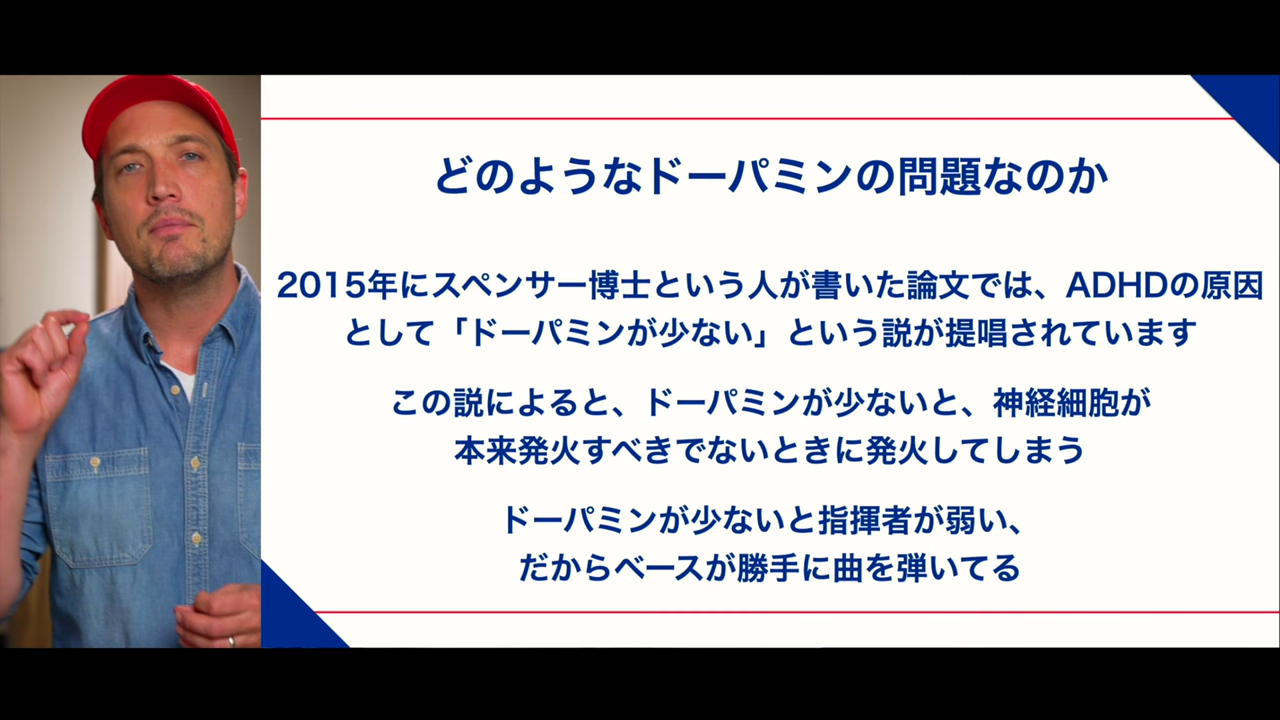 どのようなドーパミンの問題なのか
2015年にスペンサー博士という人が書いた論文では、ADHDの原因
として「ドーパミンが少ない」という説が提唱されています
この説によると、ドーパミンが少ないと、神経細胞が
本来発火すべきでないときに発火してしまう
ドーパミンが少ないと指揮者が弱い、
だからベースが勝手に曲を弾いてる